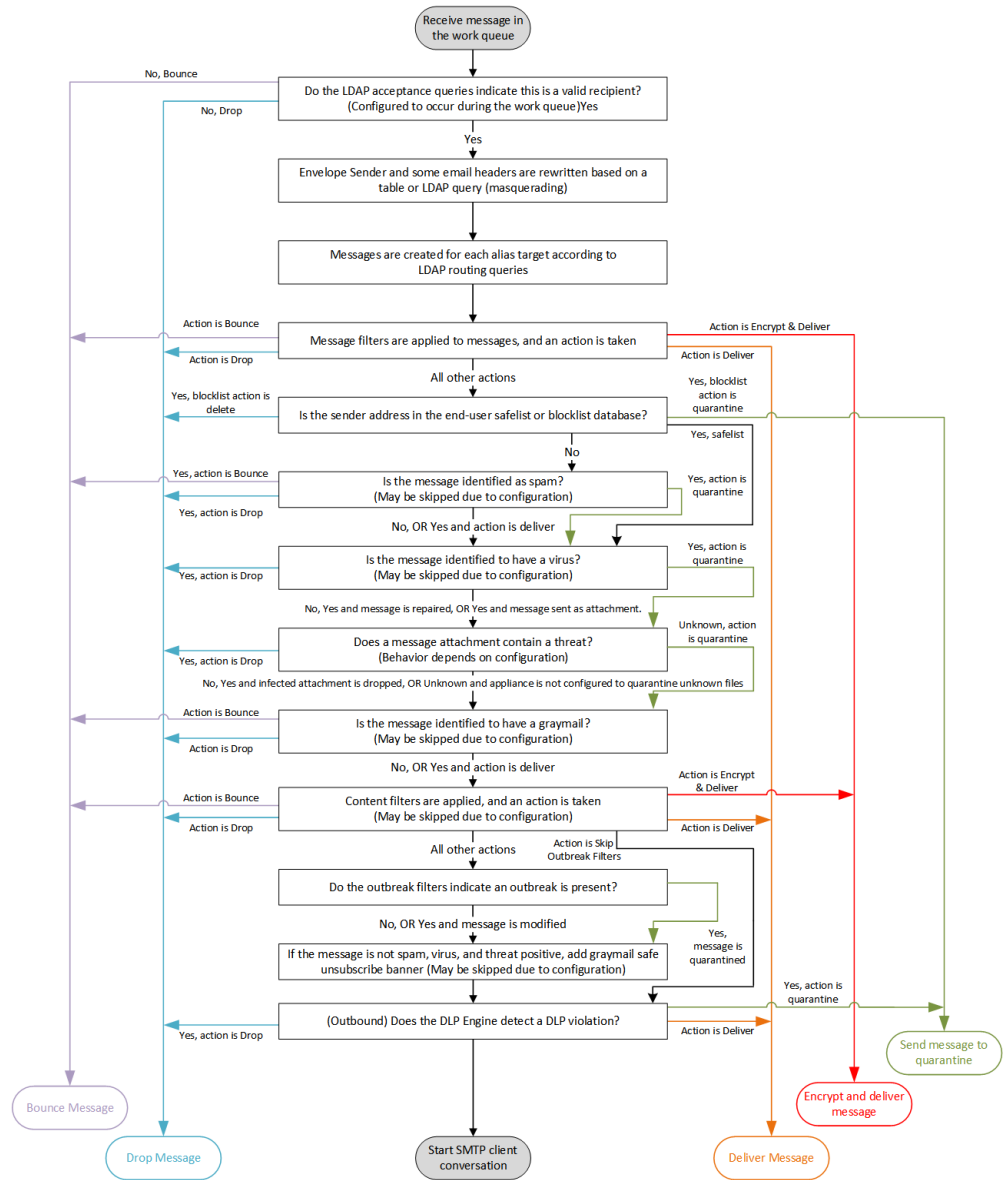 Receive message in
the work queue
No, Bounce
Do the LDAP acceptance queries indicate this is a valid recipient?
(Configured to occur during the work queue)Yes
No, Drop
Yes
Envelope Sender and some email headers are rewritten based on a
table or LDAP query (masquerading)
Messages are created for each alias target according to
LDAP routing queries
Action is Bounce
Action is Encrypt & Deliver
Message filters are applied to messages, and an action is taken
Action is Drop
Action is Deliver
All other actions
Yes, blocklist action is
delete
Yes, blocklist
action is
quarantine
Is the sender address in the end-user safelist or blocklist database?
Yes, safelist
No
Yes, action is Bounce
Is the message identified as spam?
(May be skipped due to configuration)
Yes, action is
quarantine
Yes, action is Drop
No, OR Yes and action is deliver
Is the message identified to have a virus?
(May be skipped due to configuration)
Yes, action is
quarantine
Yes, action is Drop
No, Yes and message is repaired, OR Yes and message sent as attachment.
Unknown, action
is quarantine
Does a message attachment contain a threat?
(Behavior depends on configuration)
Yes, action is Drop
No, Yes and infected attachment is dropped, OR Unknown and appliance is not configured to quarantine unknown files
Action is Bounce
Is the message identified to have a graymail?
(May be skipped due to configuration)
Action is Drop
No, OR Yes and action is deliver
Action is Encrypt
& Deliver
Action is Bounce
Content filters are applied, and an action is taken
(May be skipped due to configuration)
Action is Drop
Action is Deliver
All other actions
Action is Skip
Outbreak Filters
Do the outbreak filters indicate an outbreak is present?
No, OR Yes and message is modified
Yes,
message is
quarantined
If the message is not spam, virus, and threat positive, add graymail safe
unsubscribe banner (May be skipped due to configuration)
Yes, action is
quarantine
(Outbound) Does the DLP Engine detect a DLP violation?
Yes, action is Drop
Action is Deliver
Send message to
quarantine
Bounce Message
Encrypt and deliver
message
Drop Message
Start SMTP client
conversation
Deliver Message